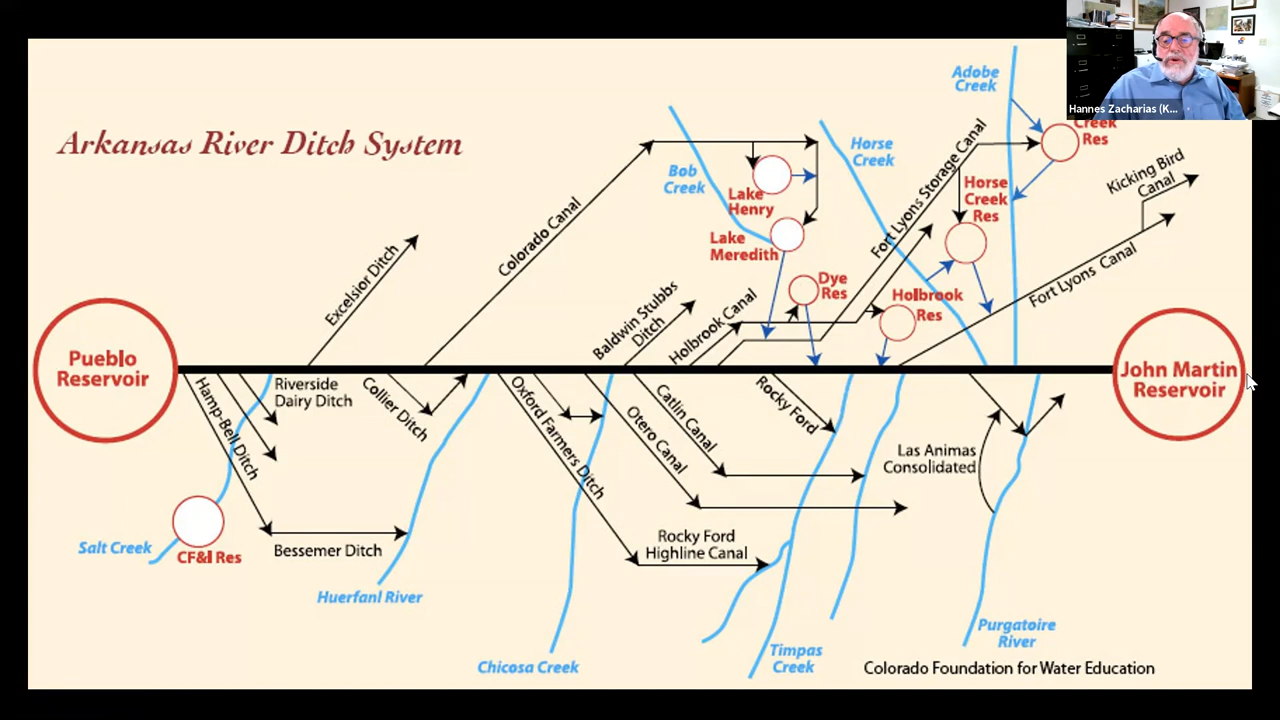 Hannes Zacharias (K...
Arkansas River Ditch System
Adobe
Creek
Creek
Res
Horse
Creek
Kicking Bird
Canal
Bob
Creek
Lake
Henry
Fort Lyons Storage Canal
Horse
Creek
Res
Colorado Canal
Lake
Meredith
Excelsior Ditch
Fort Lyons Canal
Dye
Res
Holbrook
Res
Baldwin Stubbs
Ditch
Holbrook Canal
Pueblo
Reservoir
John Martin
Reservoir
Hamp-Bell Ditch
Riverside
Dairy Ditch
Collier Ditch
Oxford Farmers Ditch
Otero Canal
Catlin Canal
Rocky Ford
Las Animas
Consolidated
Salt Creek
CF&I Res
Bessemer Ditch
Rocky Ford
Highline Canal
Huerfanl River
Chicosa Creek
Timpas
Creek
Purgatoire
River
Colorado Foundation for Water Education